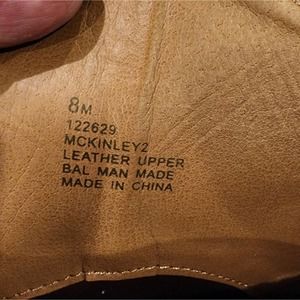 8M
122629
MCKINLEY2
LEATHER UPPER
BAL MAN MADE
MADE IN CHINA